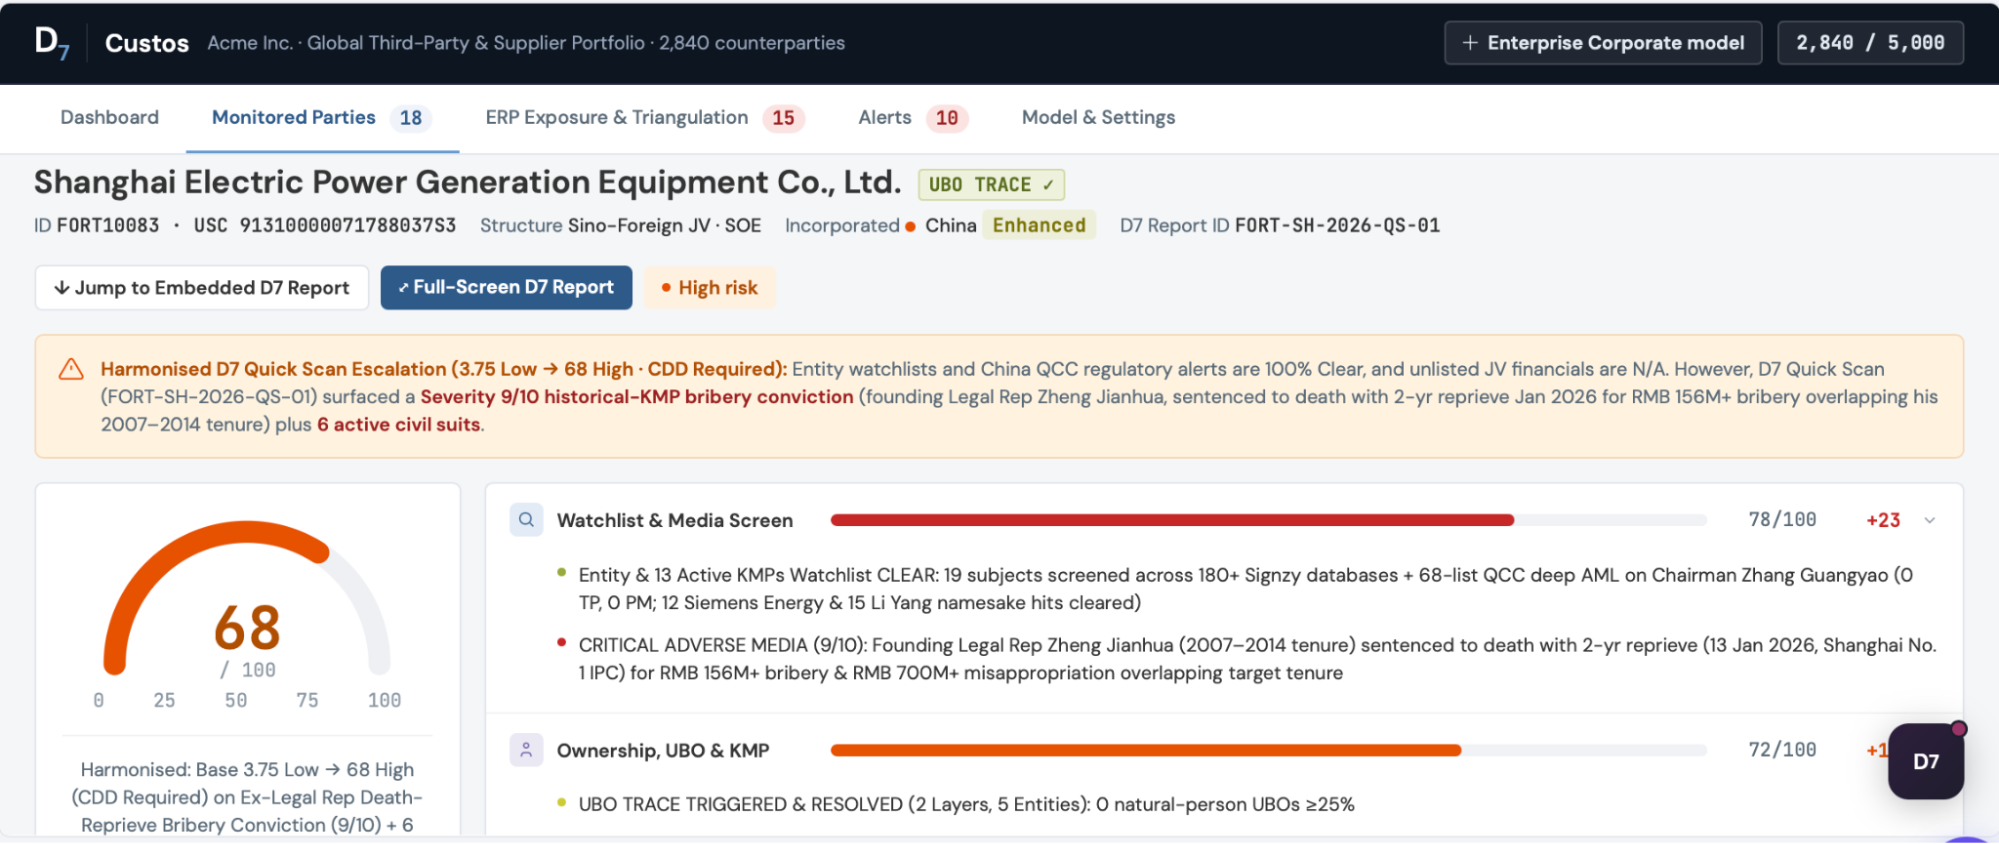 D7 Custos Acme Inc. · Global Third-Party & Supplier Portfolio · 2,840 counterparties + Enterprise Corporate model 2,840 / 5,000
Dashboard Monitored Parties 18 ERP Exposure & Triangulation 15 Alerts 10 Model & Settings
Shanghai Electric Power Generation Equipment Co., Ltd. UBO TRACE ✓
ID FORT10083 · USC 91310000071788037S3 Structure Sino-Foreign JV · SOE Incorporated China Enhanced D7 Report ID FORT-SH-2026-QS-01
↓ Jump to Embedded D7 Report ⤢ Full-Screen D7 Report High risk
Harmonised D7 Quick Scan Escalation (3.75 Low → 68 High · CDD Required): Entity watchlists and China QCC regulatory alerts are 100% Clear, and unlisted JV financials are N/A. However, D7 Quick Scan
(FORT-SH-2026-QS-01) surfaced a Severity 9/10 historical-KMP bribery conviction (founding Legal Rep Zheng Jianhua, sentenced to death with 2-yr reprieve Jan 2026 for RMB 156M+ bribery overlapping his
2007–2014 tenure) plus 6 active civil suits.
68
/ 100
0 25 50 75 100
Harmonised: Base 3.75 Low → 68 High
(CDD Required) on Ex-Legal Rep Death-
Reprieve Bribery Conviction (9/10) + 6
Watchlist & Media Screen 78/100 +23
Entity & 13 Active KMPs Watchlist CLEAR: 19 subjects screened across 180+ Signzy databases + 68-list QCC deep AML on Chairman Zhang Guangyao (0
TP, 0 PM; 12 Siemens Energy & 15 Li Yang namesake hits cleared)
CRITICAL ADVERSE MEDIA (9/10): Founding Legal Rep Zheng Jianhua (2007–2014 tenure) sentenced to death with 2-yr reprieve (13 Jan 2026, Shanghai No.
1 IPC) for RMB 156M+ bribery & RMB 700M+ misappropriation overlapping target tenure
Ownership, UBO & KMP 72/100
UBO TRACE TRIGGERED & RESOLVED (2 Layers, 5 Entities): 0 natural-person UBOs ≥25%
D7